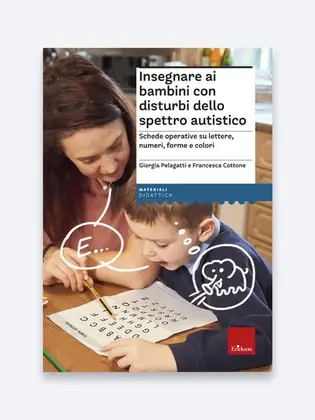 Insegnare ai
bambini con
disturbi dello
spettro autistico
Schede operative su lettere,
numeri, forme e colori
Giorgia Pelagatti e Francesca Cottone
MATERIALI
DIDATTICA
E...
Erickson